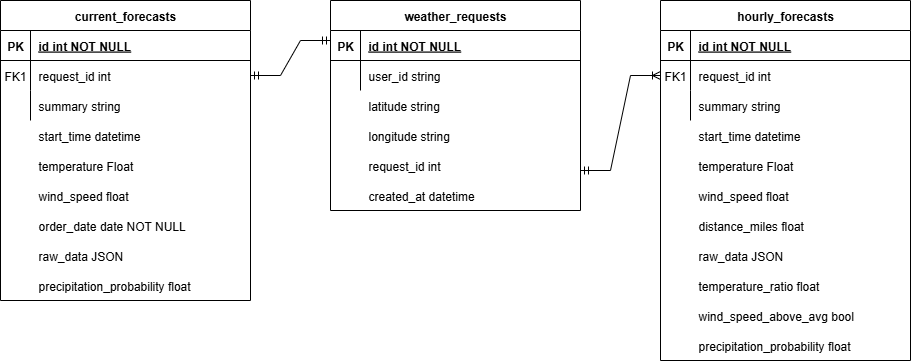 current_forecasts
PK id int NOT NULL
FK1 request_id int
summary string
start_time datetime
temperature Float
wind_speed float
order_date date NOT NULL
raw_data JSON
precipitation_probability float
weather_requests
PK id int NOT NULL
user_id string
latitude string
longitude string
request_id int
created_at datetime
hourly_forecasts
PK id int NOT NULL
FK1 request_id int
summary string
start_time datetime
temperature Float
wind_speed float
distance_miles float
raw_data JSON
temperature_ratio float
wind_speed_above_avg bool
precipitation_probability float